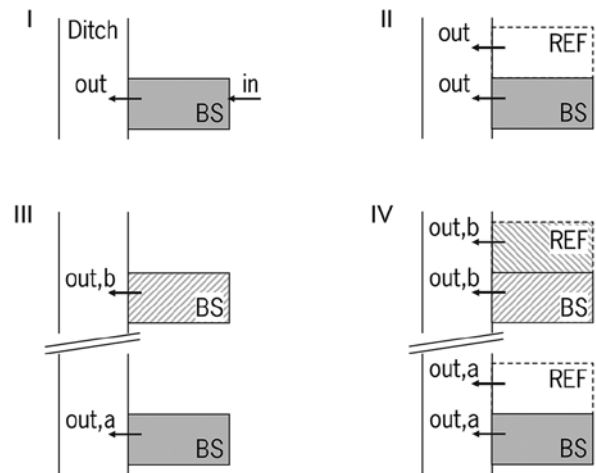 I
Ditch
out
in
BS
II
out
REF
out
BS
III
out,b
BS
out,a
BS
IV
out,b
REF
out,b
BS
out,a
REF
out,a
BS